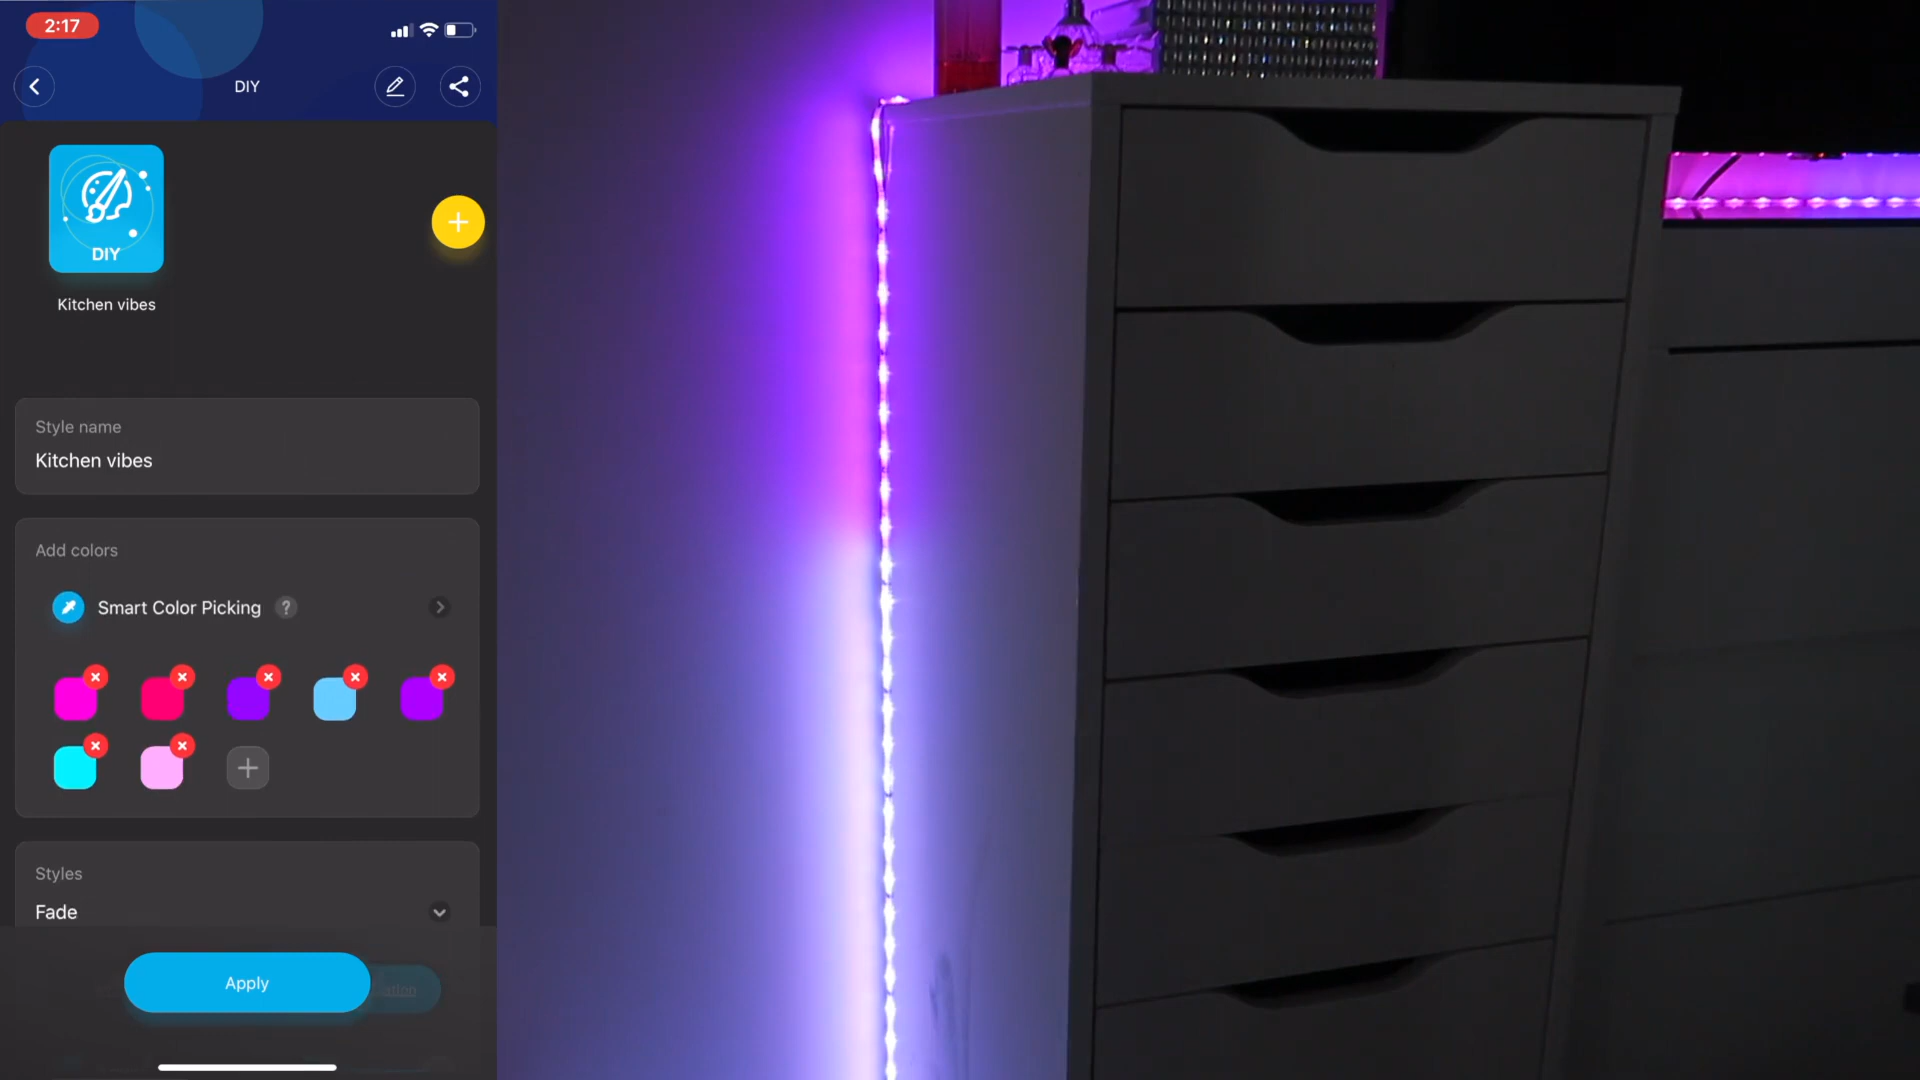 2:17
DIY
DIY
Kitchen vibes
Style name
Kitchen vibes
Add colors
Smart Color Picking ?
Styles
Fade
Apply